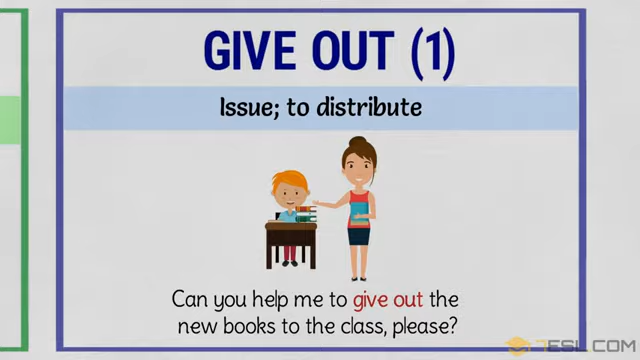 GIVE OUT (1)
Issue; to distribute
Can you help me to give out the
new books to the class, please?
7ESL.COM